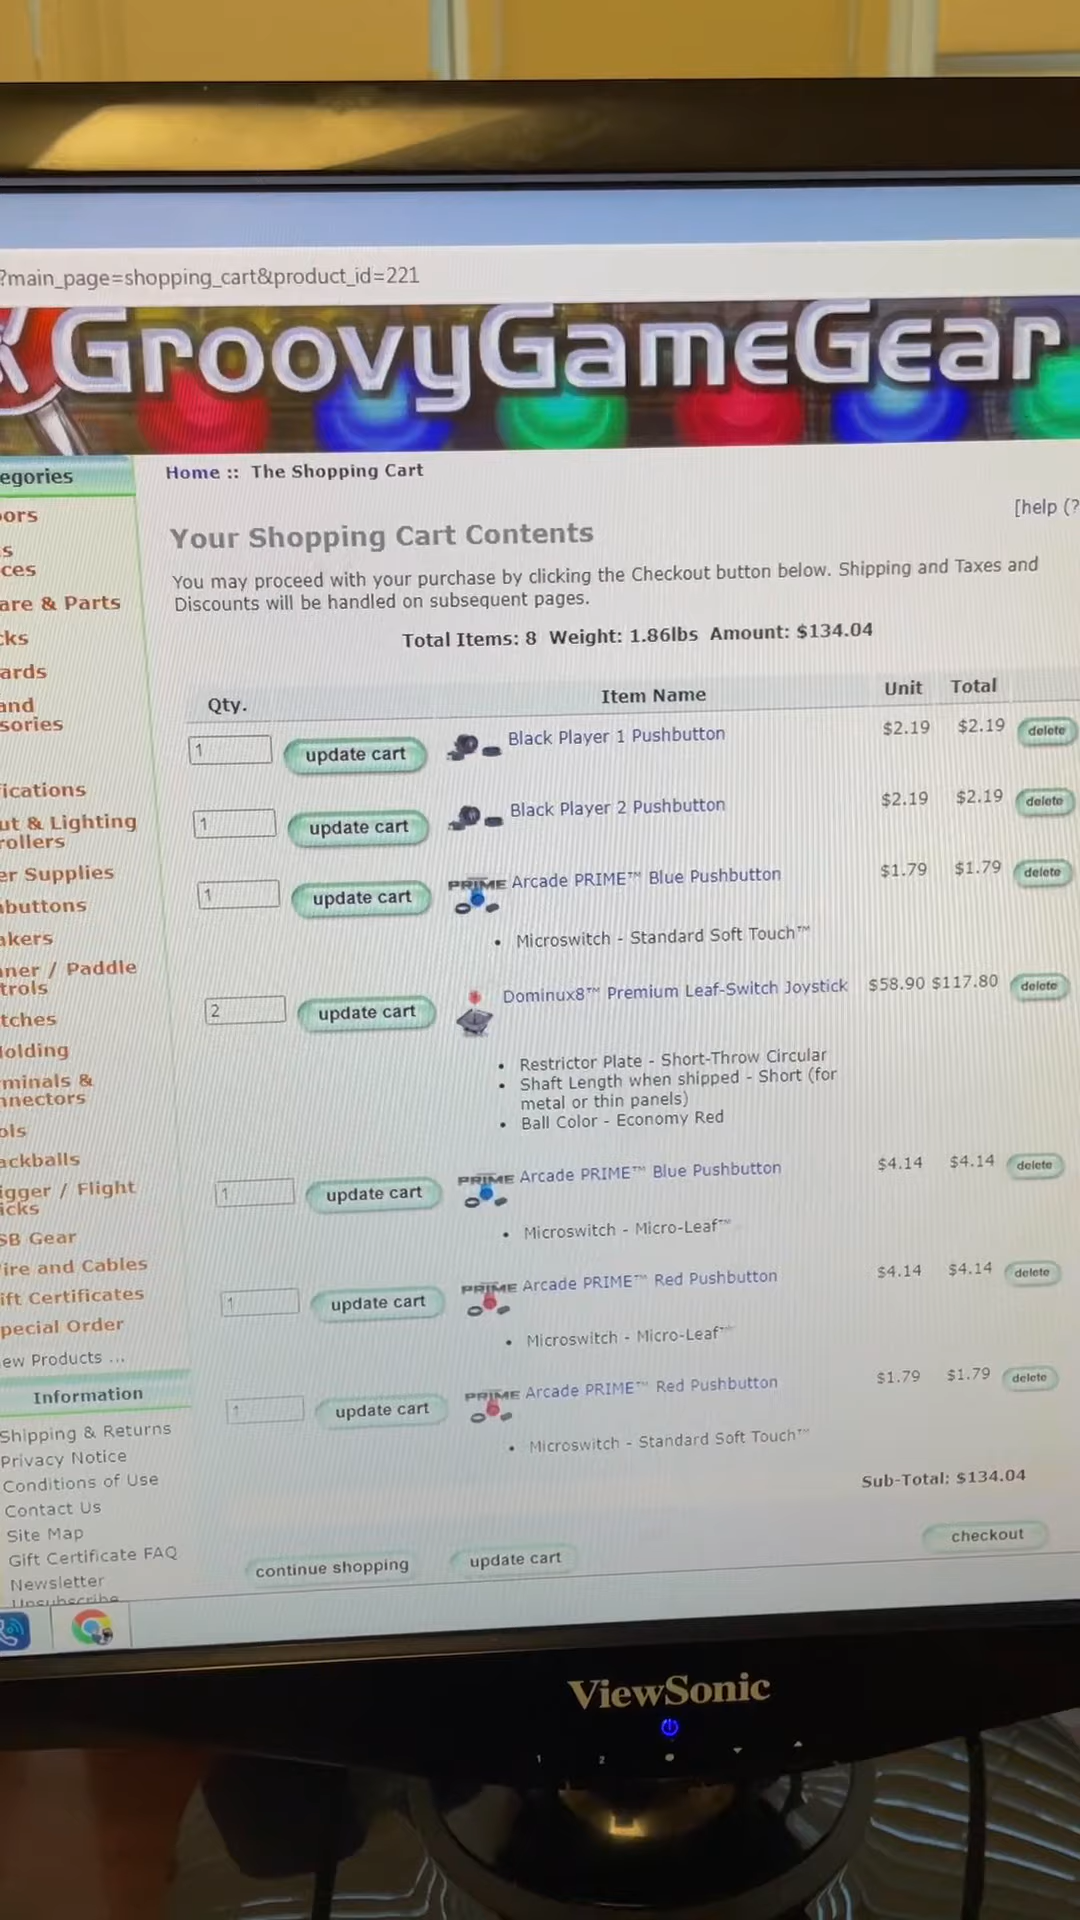 ?main_page=shopping_cart&product_id=221
GroovyGameGear
egories
ors
s
ces
are & Parts
cks
ards
and
sories
ications
ut & Lighting
rollers
er Supplies
buttons
akers
nner / Paddle
trols
tches
olding
minals &
nnectors
ols
ackballs
igger / Flight
icks
SB Gear
ire and Cables
ift Certificates
pecial Order
ew Products ...
Information
Shipping & Returns
Privacy Notice
Conditions of Use
Contact Us
Site Map
Gift Certificate FAQ
Newsletter
Unsubscribe
Home :: The Shopping Cart
[help (?
Your Shopping Cart Contents
You may proceed with your purchase by clicking the Checkout button below. Shipping and Taxes and
Discounts will be handled on subsequent pages.
Total Items: 8 Weight: 1.86lbs Amount: $134.04
Qty. Item Name Unit Total
1 update cart Black Player 1 Pushbutton $2.19 $2.19 delete
1 update cart Black Player 2 Pushbutton $2.19 $2.19 delete
1 update cart PRIME Arcade PRIME™ Blue Pushbutton $1.79 $1.79 delete
• Microswitch - Standard Soft Touch™
2 update cart Dominux8™ Premium Leaf-Switch Joystick $58.90 $117.80 delete
• Restrictor Plate - Short-Throw Circular
• Shaft Length when shipped - Short (for
metal or thin panels)
• Ball Color - Economy Red
1 update cart PRIME Arcade PRIME™ Blue Pushbutton $4.14 $4.14 delete
• Microswitch - Micro-Leaf™
1 update cart PRIME Arcade PRIME™ Red Pushbutton $4.14 $4.14 delete
• Microswitch - Micro-Leaf™
1 update cart PRIME Arcade PRIME™ Red Pushbutton $1.79 $1.79 delete
• Microswitch - Standard Soft Touch™
Sub-Total: $134.04
continue shopping update cart checkout
ViewSonic
1 2